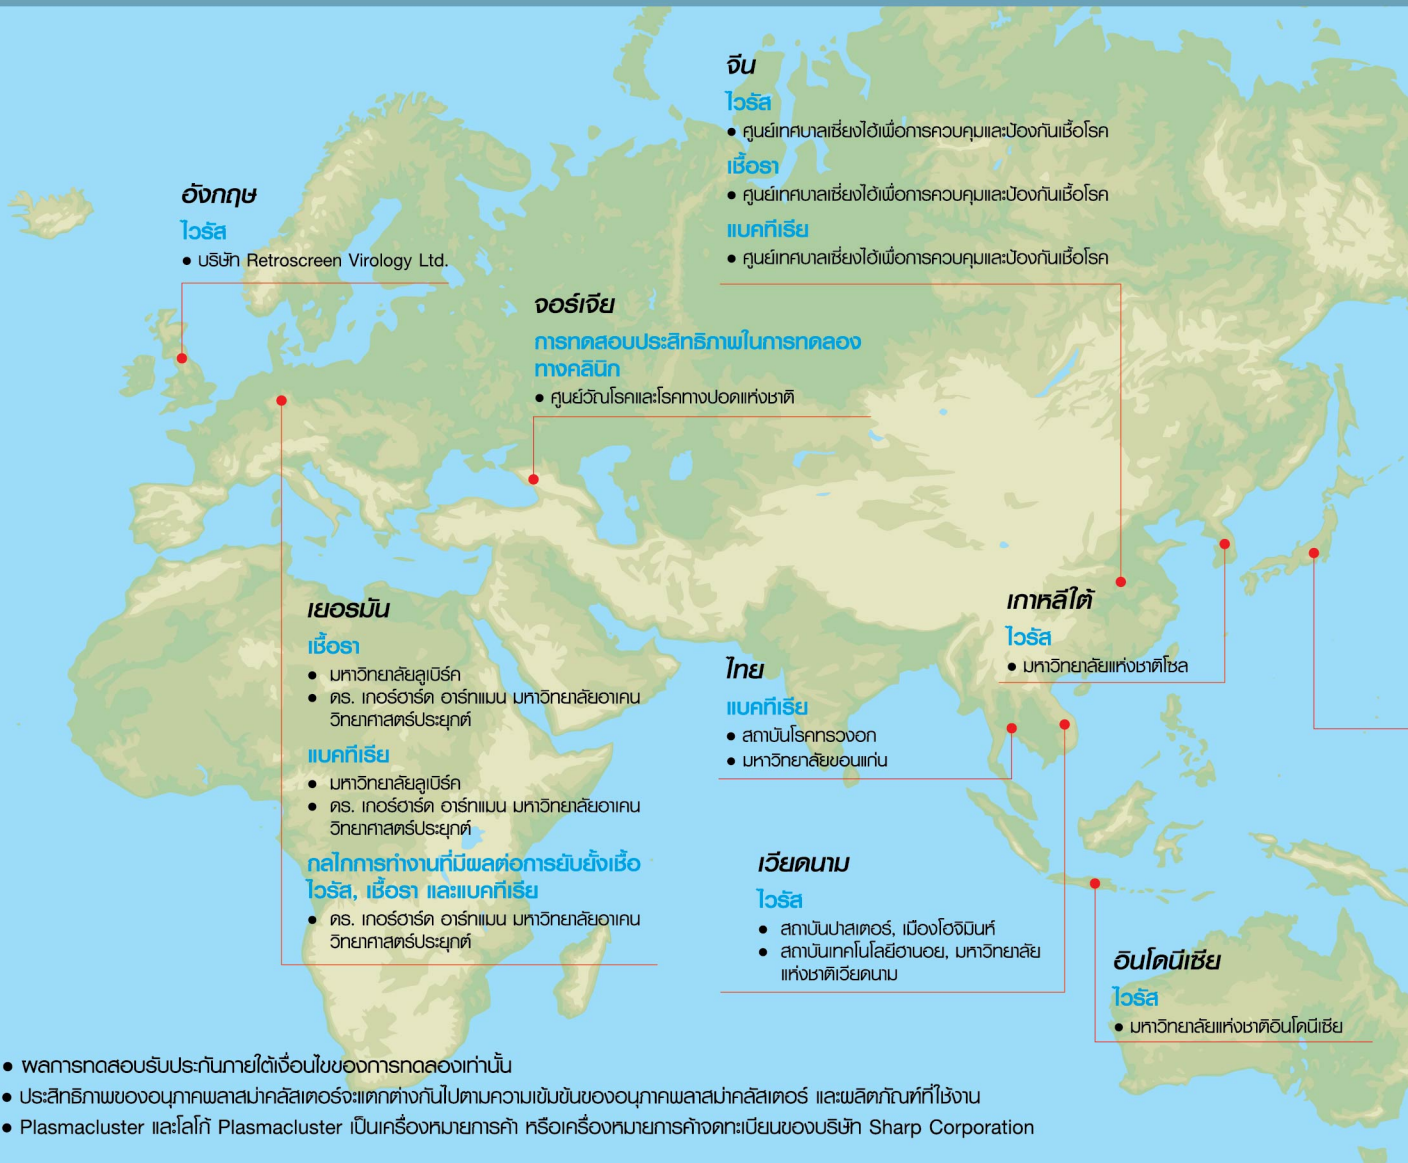 จีน
ไวรัส
• ศูนย์เทศบาลเซี่ยงไฮ้เพื่อการควบคุมและป้องกันเชื้อโรค
เชื้อรา
• ศูนย์เทศบาลเซี่ยงไฮ้เพื่อการควบคุมและป้องกันเชื้อโรค
แบคทีเรีย
• ศูนย์เทศบาลเซี่ยงไฮ้เพื่อการควบคุมและป้องกันเชื้อโรค
อังกฤษ
ไวรัส
• บริษัท Retroscreen Virology Ltd.
จอร์เจีย
การทดสอบประสิทธิภาพในการทดลอง
ทางคลินิก
• ศูนย์วัณโรคและโรคทางปอดแห่งชาติ
เยอรมัน
เชื้อรา
• มหาวิทยาลัยลูเบิร์ค
• ดร. เกอร์ฮาร์ด อาร์ทแมน มหาวิทยาลัยอาเคน
วิทยาศาสตร์ประยุกต์
แบคทีเรีย
• มหาวิทยาลัยลูเบิร์ค
• ดร. เกอร์ฮาร์ด อาร์ทแมน มหาวิทยาลัยอาเคน
วิทยาศาสตร์ประยุกต์
กลไกการทำงานที่มีผลต่อการยับยั้งเชื้อ
ไวรัส, เชื้อรา และแบคทีเรีย
• ดร. เกอร์ฮาร์ด อาร์ทแมน มหาวิทยาลัยอาเคน
วิทยาศาสตร์ประยุกต์
เกาหลีใต้
ไวรัส
• มหาวิทยาลัยแห่งชาติโซล
ไทย
แบคทีเรีย
• สถาบันโรคทรวงอก
• มหาวิทยาลัยขอนแก่น
เวียดนาม
ไวรัส
• สถาบันปาสเตอร์, เมืองโฮจิมินห์
• สถาบันเทคโนโลยีฮานอย, มหาวิทยาลัย
แห่งชาติเวียดนาม
อินโดนีเซีย
ไวรัส
• มหาวิทยาลัยแห่งชาติอินโดนีเซีย
• ผลการทดสอบรับประกันภายใต้เงื่อนไขของการทดลองเท่านั้น
• ประสิทธิภาพของอนุภาคพลาสม่าคลัสเตอร์จะแตกต่างกันไปตามความเข้มข้นของอนุภาคพลาสม่าคลัสเตอร์ และผลิตภัณฑ์ที่ใช้งาน
• Plasmacluster และโลโก้ Plasmacluster เป็นเครื่องหมายการค้า หรือเครื่องหมายการค้าจดทะเบียนของบริษัท Sharp Corporation